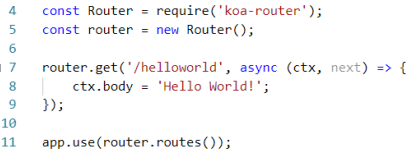 4 const Router = require('koa-router');
5 const router = new Router();
6
7 router.get('/helloworld', async (ctx, next) => {
8     ctx.body = 'Hello World!';
9 });
10
11 app.use(router.routes());